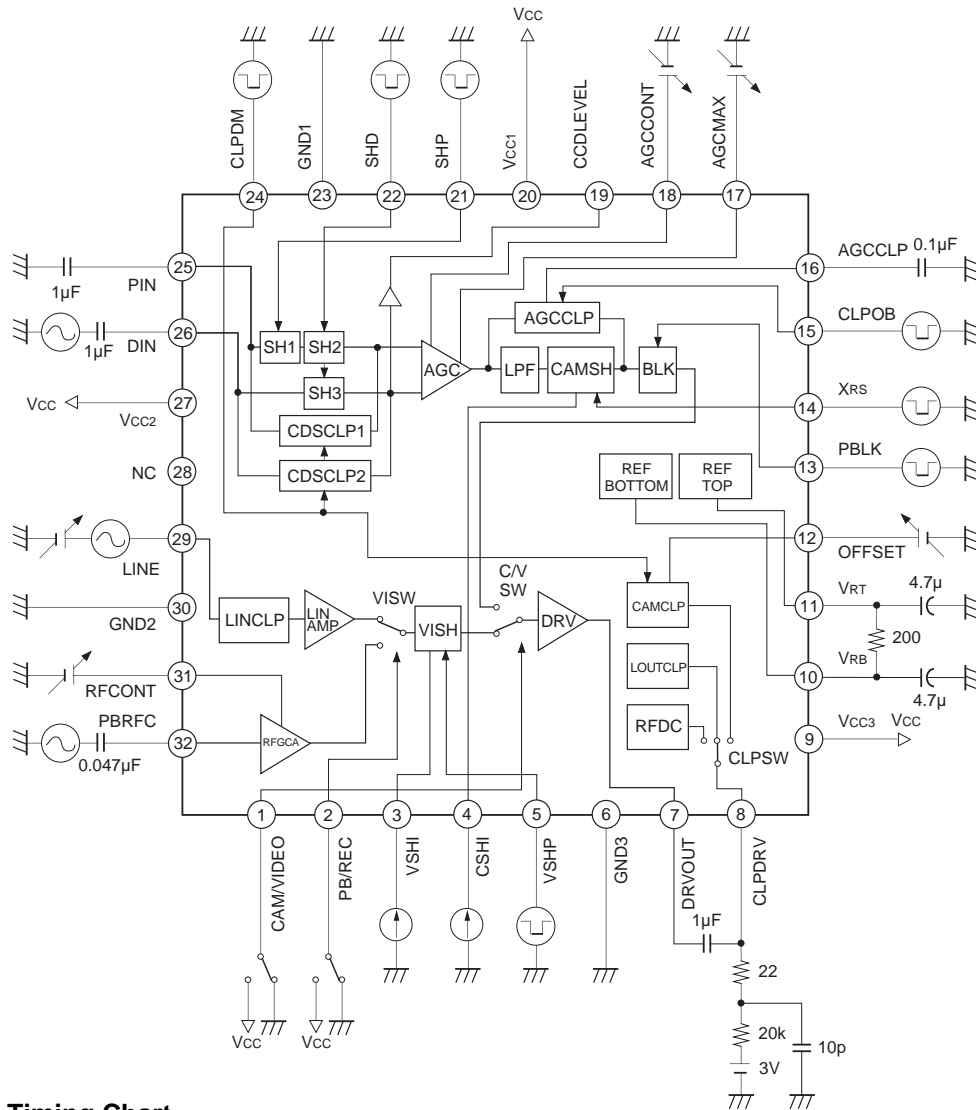 VCC
VCC
CLPDM
GND1
SHD
SHP
VCC1
CCDLEVEL
AGCCONT
AGCMAX
24
23
22
21
20
19
18
17
25
PIN
1µF
26
DIN
1µF
VCC
27
VCC2
28
NC
29
LINE
30
GND2
31
RFCONT
32
PBRFC
0.047µF
SH1
SH2
SH3
CDSCLP1
CDSCLP2
AGC
AGCCLP
LPF
CAMSH
BLK
REF
BOTTOM
REF
TOP
LINCLP
LIN
AMP
VISW
VISH
C/V
SW
DRV
RFGCA
CAMCLP
LOUTCLP
RFDC
CLPSW
16
AGCCLP
0.1µF
15
CLPOB
14
XRS
13
PBLK
12
OFFSET
11
VRT
4.7µ
200
10
VRB
4.7µ
9
VCC3
VCC
1
2
3
4
5
6
7
8
CAM/VIDEO
PB/REC
VSHI
CSHI
VSHP
GND3
DRVOUT
CLPDRV
1µF
22
20k
10p
3V
VCC
VCC